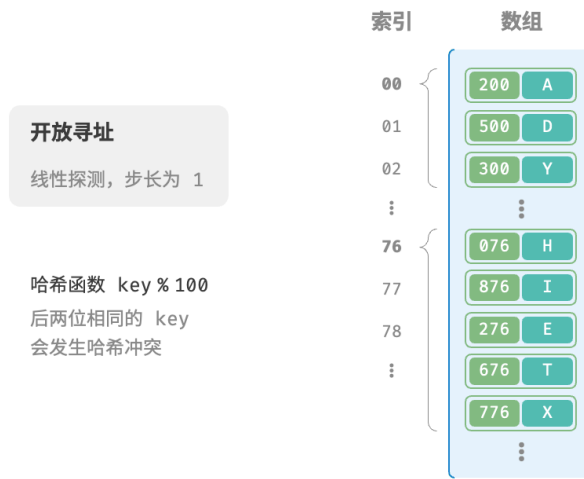 索引 数组
开放寻址
线性探测，步长为 1
哈希函数 key % 100
后两位相同的 key
会发生哈希冲突
00 200 A
01 500 D
02 300 Y
76 076 H
77 876 I
78 276 E
676 T
776 X